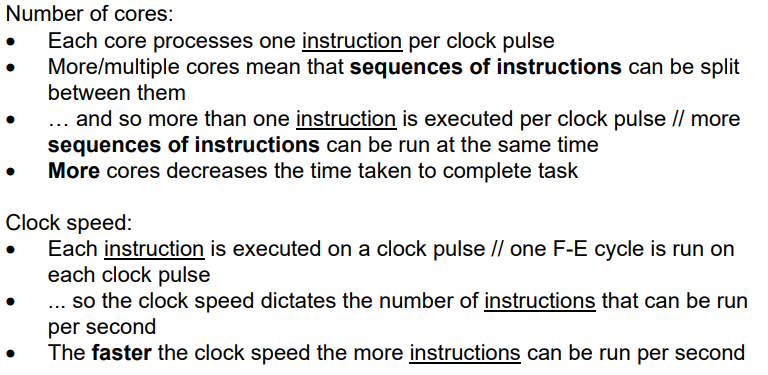 Number of cores:
• Each core processes one instruction per clock pulse
• More/multiple cores mean that sequences of instructions can be split
between them
• … and so more than one instruction is executed per clock pulse // more
sequences of instructions can be run at the same time
• More cores decreases the time taken to complete task
Clock speed:
• Each instruction is executed on a clock pulse // one F-E cycle is run on
each clock pulse
• ... so the clock speed dictates the number of instructions that can be run
per second
• The faster the clock speed the more instructions can be run per second